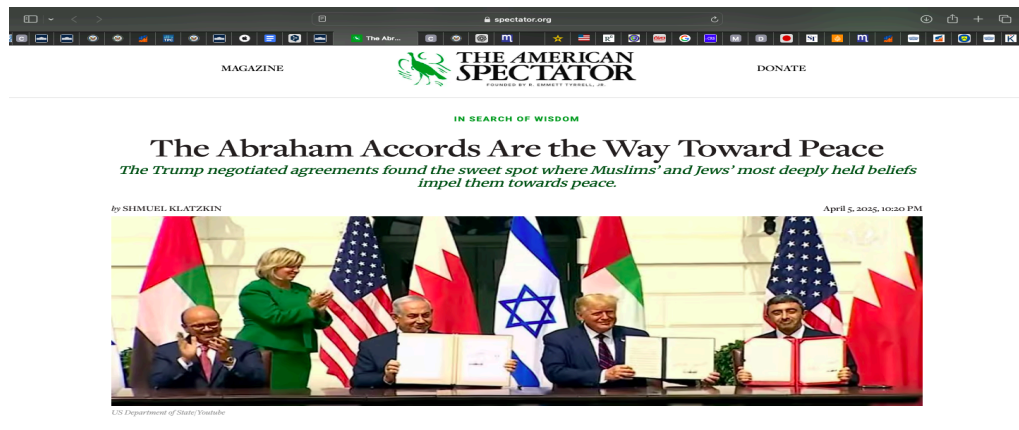 spectator.org
The Abr...
MAGAZINE
THE AMERICAN
SPECTATOR
FOUNDED BY R. EMMETT TYRRELL, JR.
DONATE
IN SEARCH OF WISDOM
The Abraham Accords Are the Way Toward Peace
The Trump negotiated agreements found the sweet spot where Muslims' and Jews' most deeply held beliefs
impel them towards peace.
by SHMUEL KLATZKIN
April 5, 2025, 10:20 PM
US Department of State/Youtube